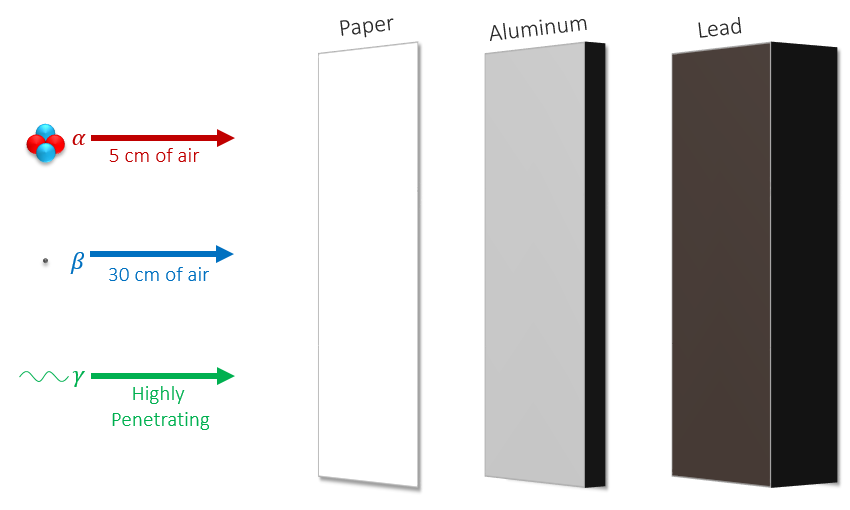 Paper
Aluminum
Lead
α
5 cm of air
β
30 cm of air
γ
Highly
Penetrating